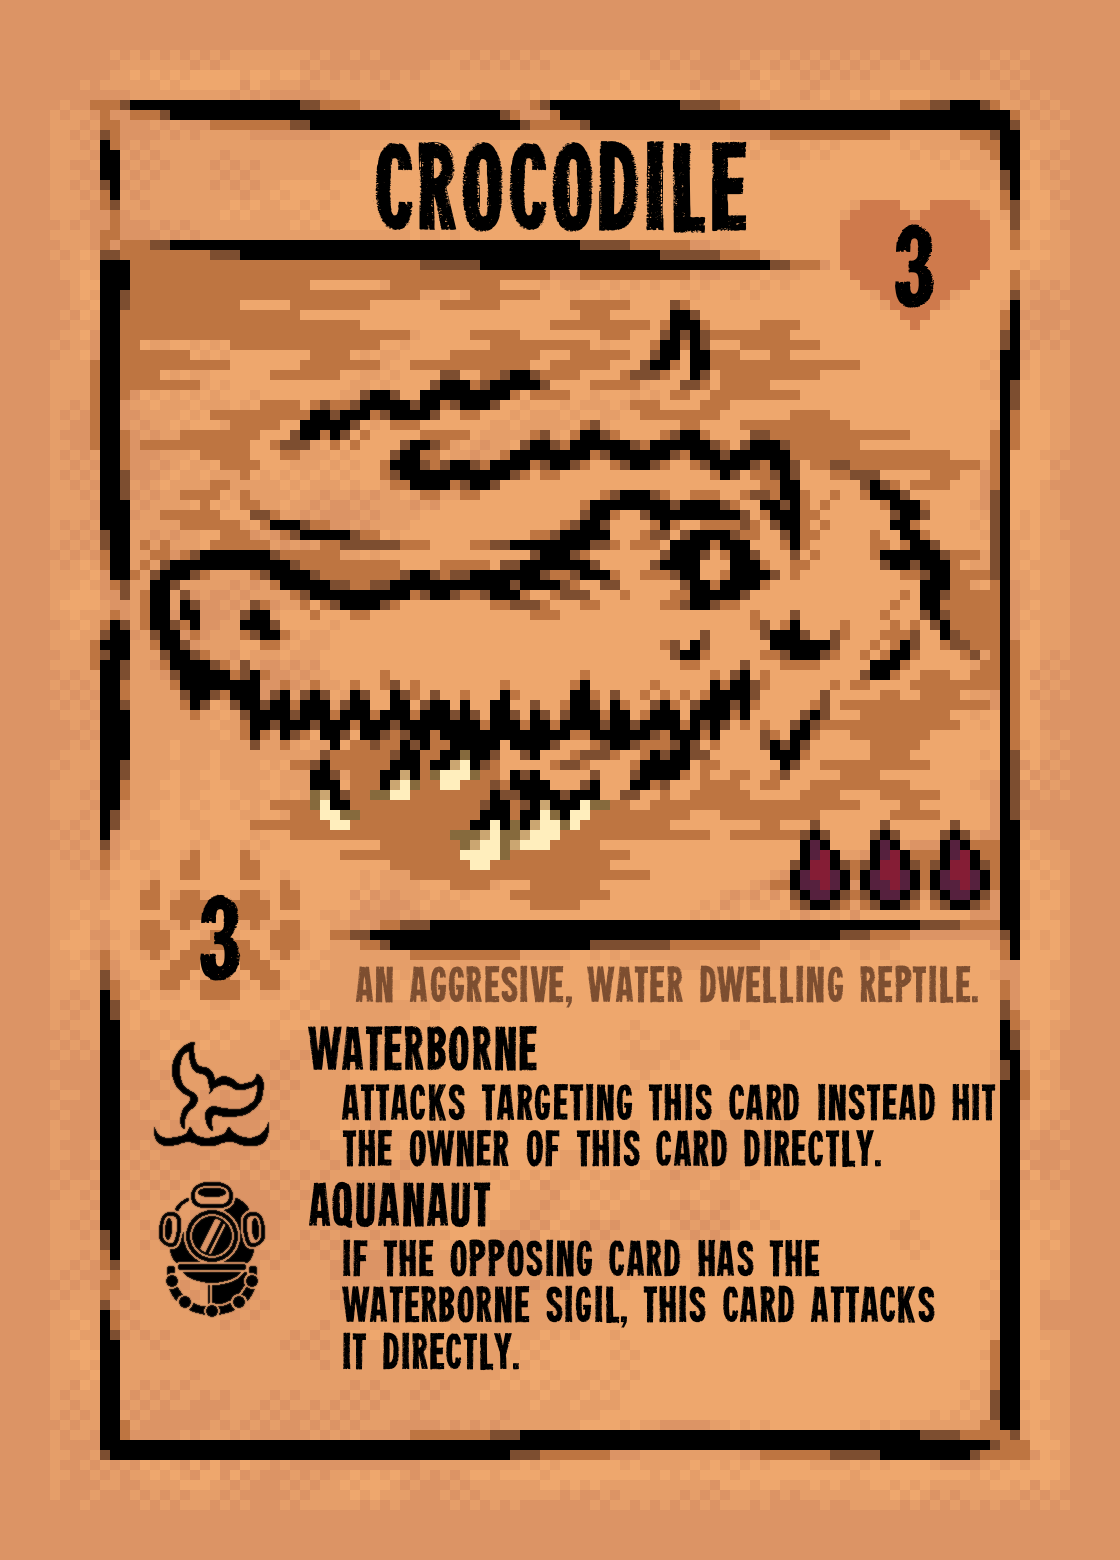 CROCODILE
3
3
AN AGGRESIVE, WATER DWELLING REPTILE.
WATERBORNE
ATTACKS TARGETING THIS CARD INSTEAD HIT
THE OWNER OF THIS CARD DIRECTLY.
AQUANAUT
IF THE OPPOSING CARD HAS THE
WATERBORNE SIGIL, THIS CARD ATTACKS
IT DIRECTLY.